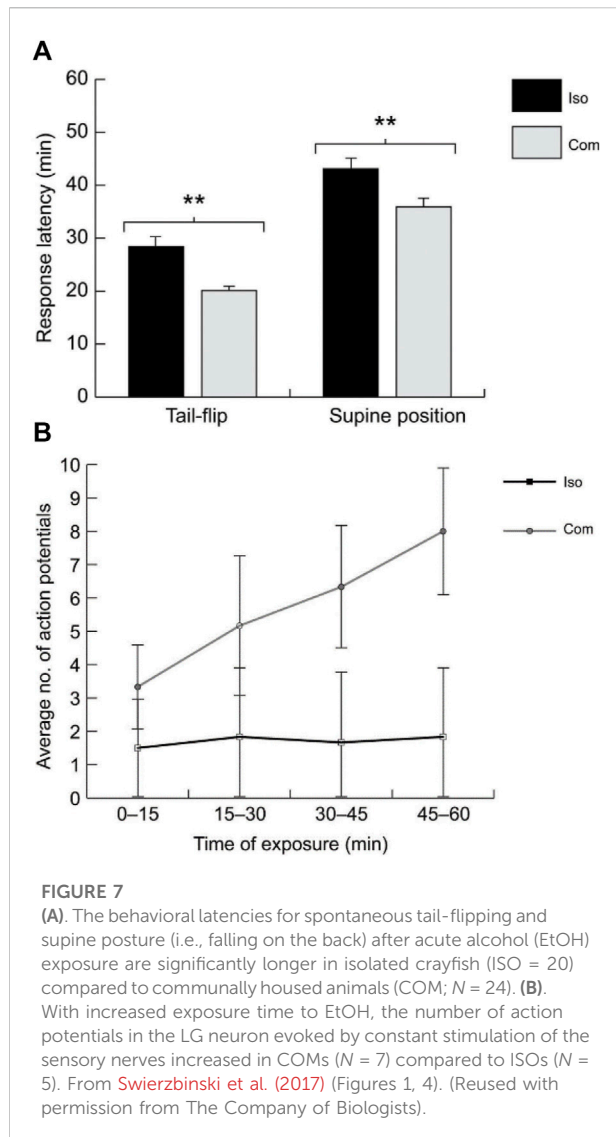 A
60
50
40
30
20
10
0
Response latency (min)
**
**
Iso
Com
Tail-flip
Supine position
B
10
9
8
7
6
5
4
3
2
1
0
Average no. of action potentials
Iso
Com
0–15
15–30
30–45
45–60
Time of exposure (min)
FIGURE 7
(A). The behavioral latencies for spontaneous tail-flipping and
supine posture (i.e., falling on the back) after acute alcohol (EtOH)
exposure are significantly longer in isolated crayfish (ISO = 20)
compared to communally housed animals (COM; N = 24). (B).
With increased exposure time to EtOH, the number of action
potentials in the LG neuron evoked by constant stimulation of the
sensory nerves increased in COMs (N = 7) compared to ISOs (N =
5). From Swierzbinski et al. (2017) (Figures 1, 4). (Reused with
permission from The Company of Biologists).